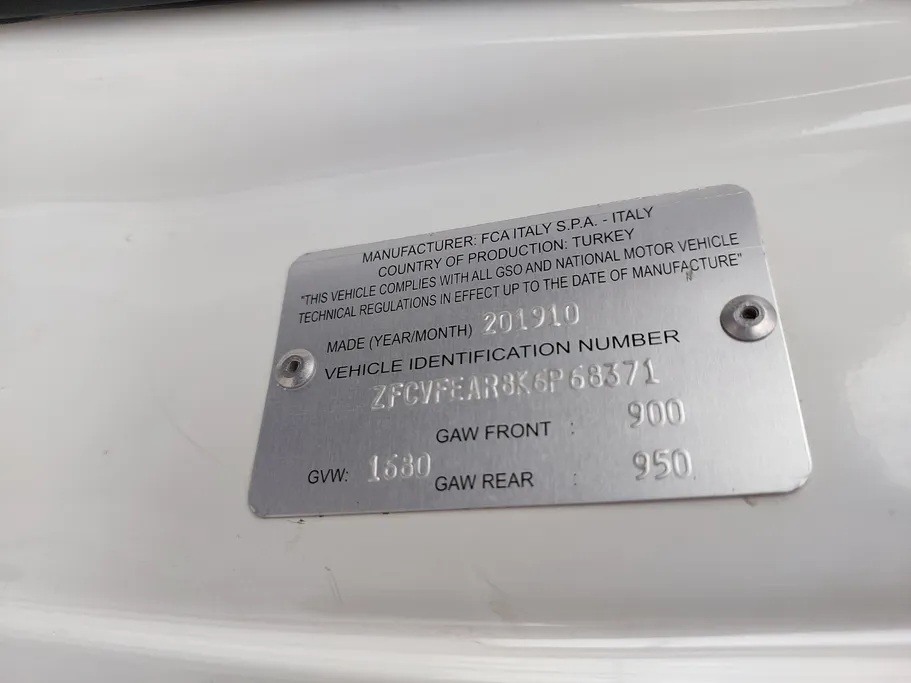 MANUFACTURER: FCA ITALY S.P.A. - ITALY
COUNTRY OF PRODUCTION: TURKEY
"THIS VEHICLE COMPLIES WITH ALL GSO AND NATIONAL MOTOR VEHICLE
TECHNICAL REGULATIONS IN EFFECT UP TO THE DATE OF MANUFACTURE"
MADE (YEAR/MONTH) 201910
VEHICLE IDENTIFICATION NUMBER
ZFCVFEAR8K6P68371
GAW FRONT : 900
GVW: 1680
GAW REAR : 950